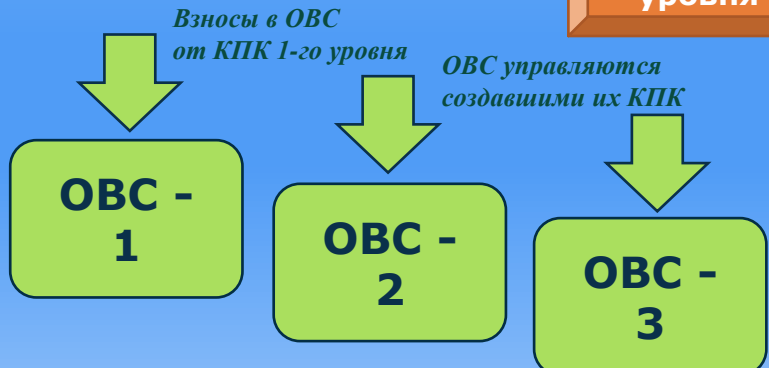 уровня
Взносы в ОВС
от КПК 1-го уровня
ОВС управляются
создавшими их КПК
ОВС -
1
ОВС -
2
ОВС -
3